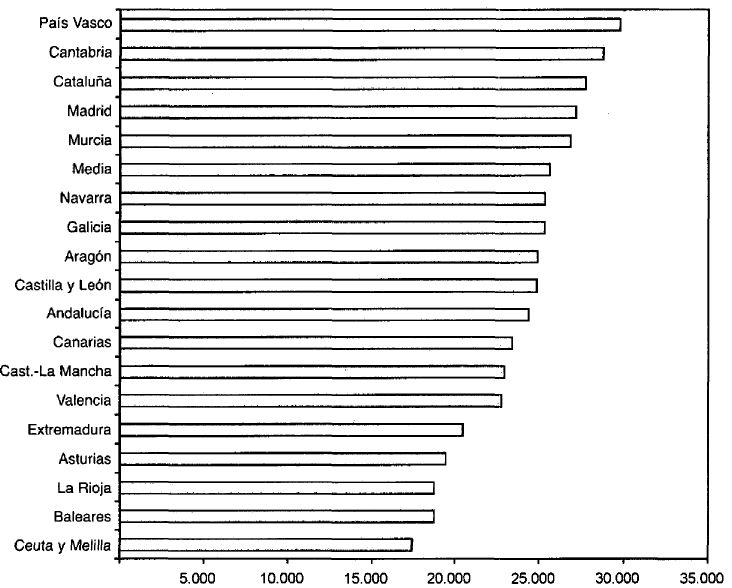 País Vasco
Cantabria
Cataluña
Madrid
Murcia
Media
Navarra
Galicia
Aragón
Castilla y León
Andalucía
Canarias
Cast.-La Mancha
Valencia
Extremadura
Asturias
La Rioja
Baleares
Ceuta y Melilla
5.000 10.000 15.000 20.000 25.000 30.000 35.000